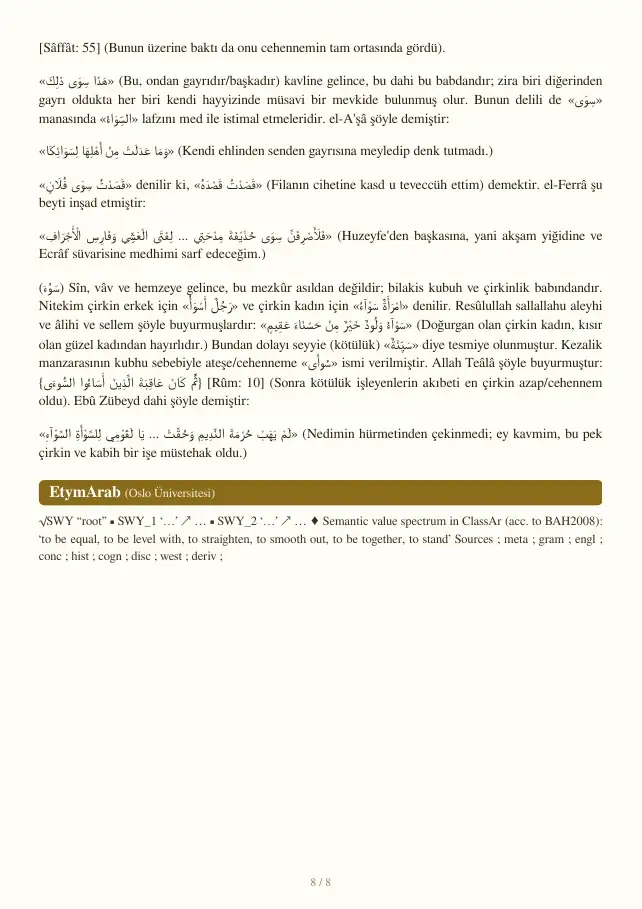 [Sâffât: 55] (Bunun üzerine baktı da onu cehennemin tam ortasında gördü).
«هَذَا سِوَى ذلِكَ» (Bu, ondan gayrıdır/başkadır) kavline gelince, bu dahi bu babdandır; zira biri diğerinden
gayrı oldukta her biri kendi hayyizinde müsavi bir mevkide bulunmuş olur. Bunun delili de «سِوَى»
manasında «السِّوَاءُ» lafzını med ile istimal etmeleridir. el-A'şâ şöyle demiştir:
«وَمَا عَدَلَتْ مِنْ أَهْلِهَا لِسَوَائِكَا» (Kendi ehlinden senden gayrısına meyledip denk tutmadı.)
«قَصَدْتُ سِوَى فُلَانٍ» denilir ki, «قَصَدْتُ قَصْدَهُ» (Filanın cihetine kasd u teveccüh ettim) demektir. el-Ferrâ şu
beyti inşad etmiştir:
«فَلَأَصْرِفَنَّ سِوَى حُذَيْفَةَ مِدْحَتِي ... لِفَتَى الْعَشِيِّ وَفَارِسِ الْأَجْرَافِ» (Huzeyfe'den başkasına, yani akşam yiğidine ve
Ecrâf süvarisine medhimi sarf edeceğim.)
(سَوُءَ) Sîn, vâv ve hemzeye gelince, bu mezkûr asıldan değildir; bilakis kubuh ve çirkinlik babındandır.
Nitekim çirkin erkek için «رَجُلٌ أَسْوَأُ» ve çirkin kadın için «امْرَأَةٌ سَوْآءُ» denilir. Resûlullah sallallahu aleyhi
ve âlihi ve sellem şöyle buyurmuşlardır: «سَوْآءُ وَلُودٌ خَيْرٌ مِنْ حَسْنَاءَ عَقِيمٍ» (Doğurgan olan çirkin kadın, kısır
olan güzel kadından hayırlıdır.) Bundan dolayı seyyie (kötülük) «سَيِّئَةٌ» diye tesmiye olunmuştur. Kezalik
manzarasının kubhu sebebiyle ateşe/cehenneme «سُوأَى» ismi verilmiştir. Allah Teâlâ şöyle buyurmuştur:
{ثُمَّ كَانَ عَاقِبَةَ الَّذِينَ أَسَاءُوا السُّوءَى} [Rûm: 10] (Sonra kötülük işleyenlerin akıbeti en çirkin azap/cehennem
oldu). Ebû Zübeyd dahi şöyle demiştir:
«لَمْ يَهَبْ حُرْمَةَ النَّدِيمِ وَحُقَّتْ ... يَا لَقَوْمِي لِلسَّوْأَةِ السَّوْآءِ» (Nedimin hürmetinden çekinmedi; ey kavmim, bu pek
çirkin ve kabih bir işe müstehak oldu.)
EtymArab (Oslo Üniversitesi)
√SWY “root” ▪ SWY_1 ‘…’ ↗ … ▪ SWY_2 ‘…’ ↗ … ♦ Semantic value spectrum in ClassAr (acc. to BAH2008):
‘to be equal, to be level with, to straighten, to smooth out, to be together, to stand’ Sources ; meta ; gram ; engl ;
conc ; hist ; cogn ; disc ; west ; deriv ;
8 / 8